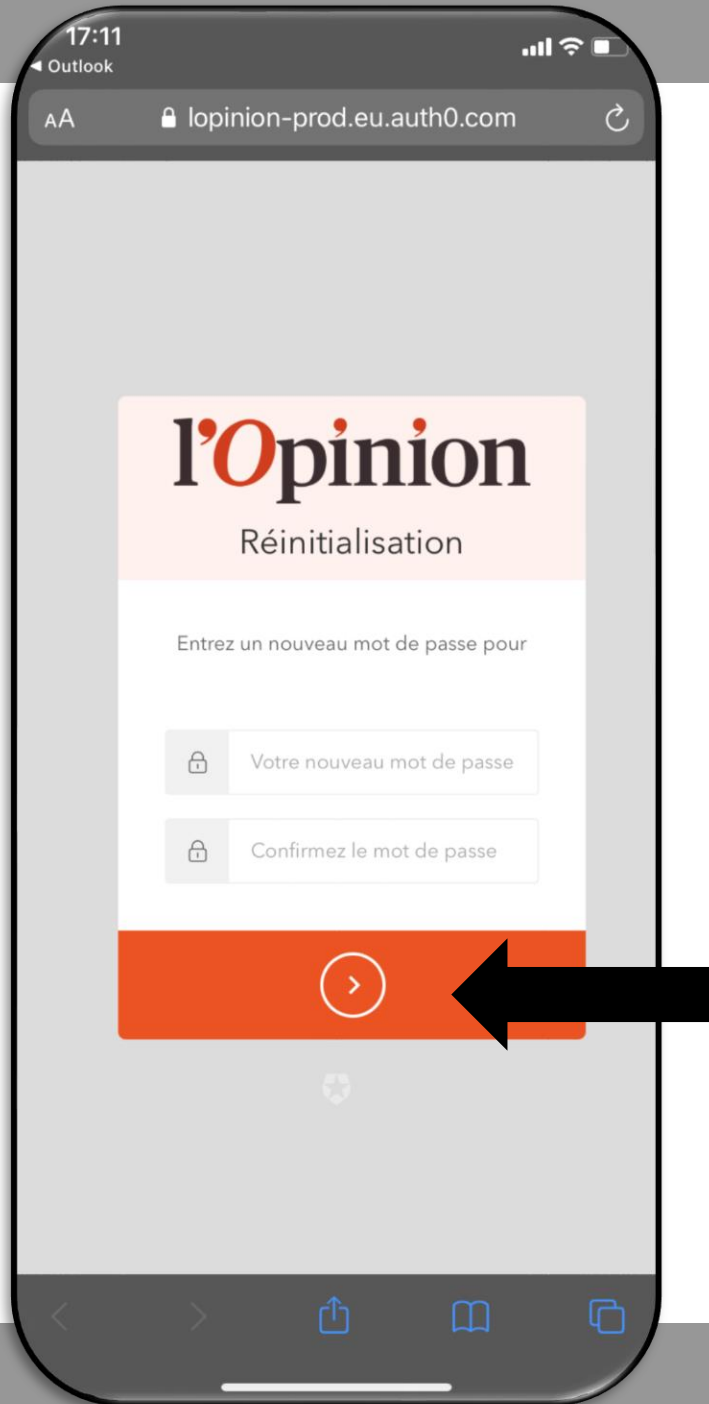 17:11
◀ Outlook
AA lopinion-prod.eu.auth0.com
l'Opinion
Réinitialisation
Entrez un nouveau mot de passe pour
Votre nouveau mot de passe
Confirmez le mot de passe